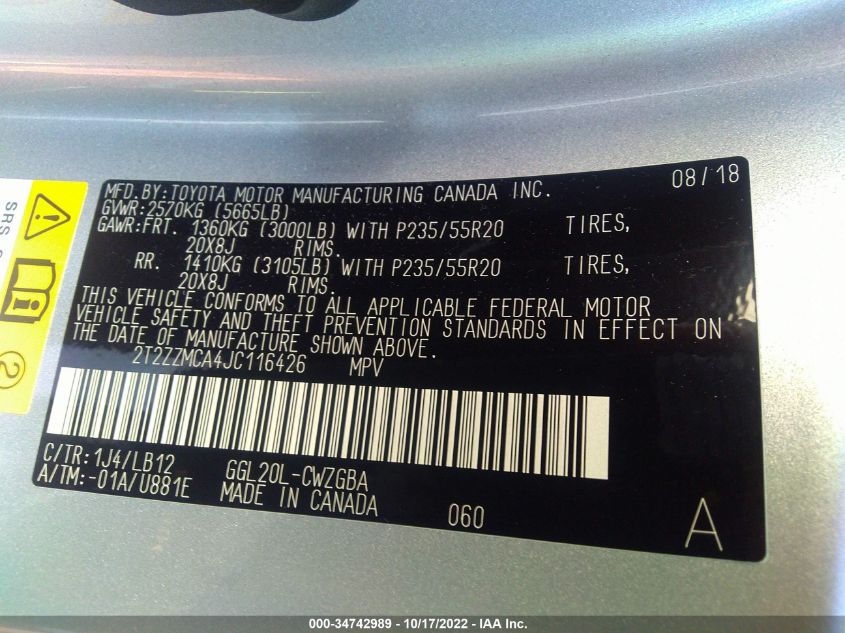 MFD.BY:TOYOTA MOTOR MANUFACTURING CANADA INC. 08/18
GVWR:2570KG (5665LB)
GAWR:FRT. 1360KG (3000LB) WITH P235/55R20 TIRES,
20X8J RIMS.
RR. 1410KG (3105LB) WITH P235/55R20 TIRES,
20X8J RIMS.
THIS VEHICLE CONFORMS TO ALL APPLICABLE FEDERAL MOTOR
VEHICLE SAFETY AND THEFT PREVENTION STANDARDS IN EFFECT ON
THE DATE OF MANUFACTURE SHOWN ABOVE.
2T2ZZMCA4JC116426 MPV
C/TR:1J4/LB12
A/TM:-01A/U881E
GGL20L-CWZGBA
MADE IN CANADA
060
A
SRS
2
000-34742989 - 10/17/2022 - IAA Inc.